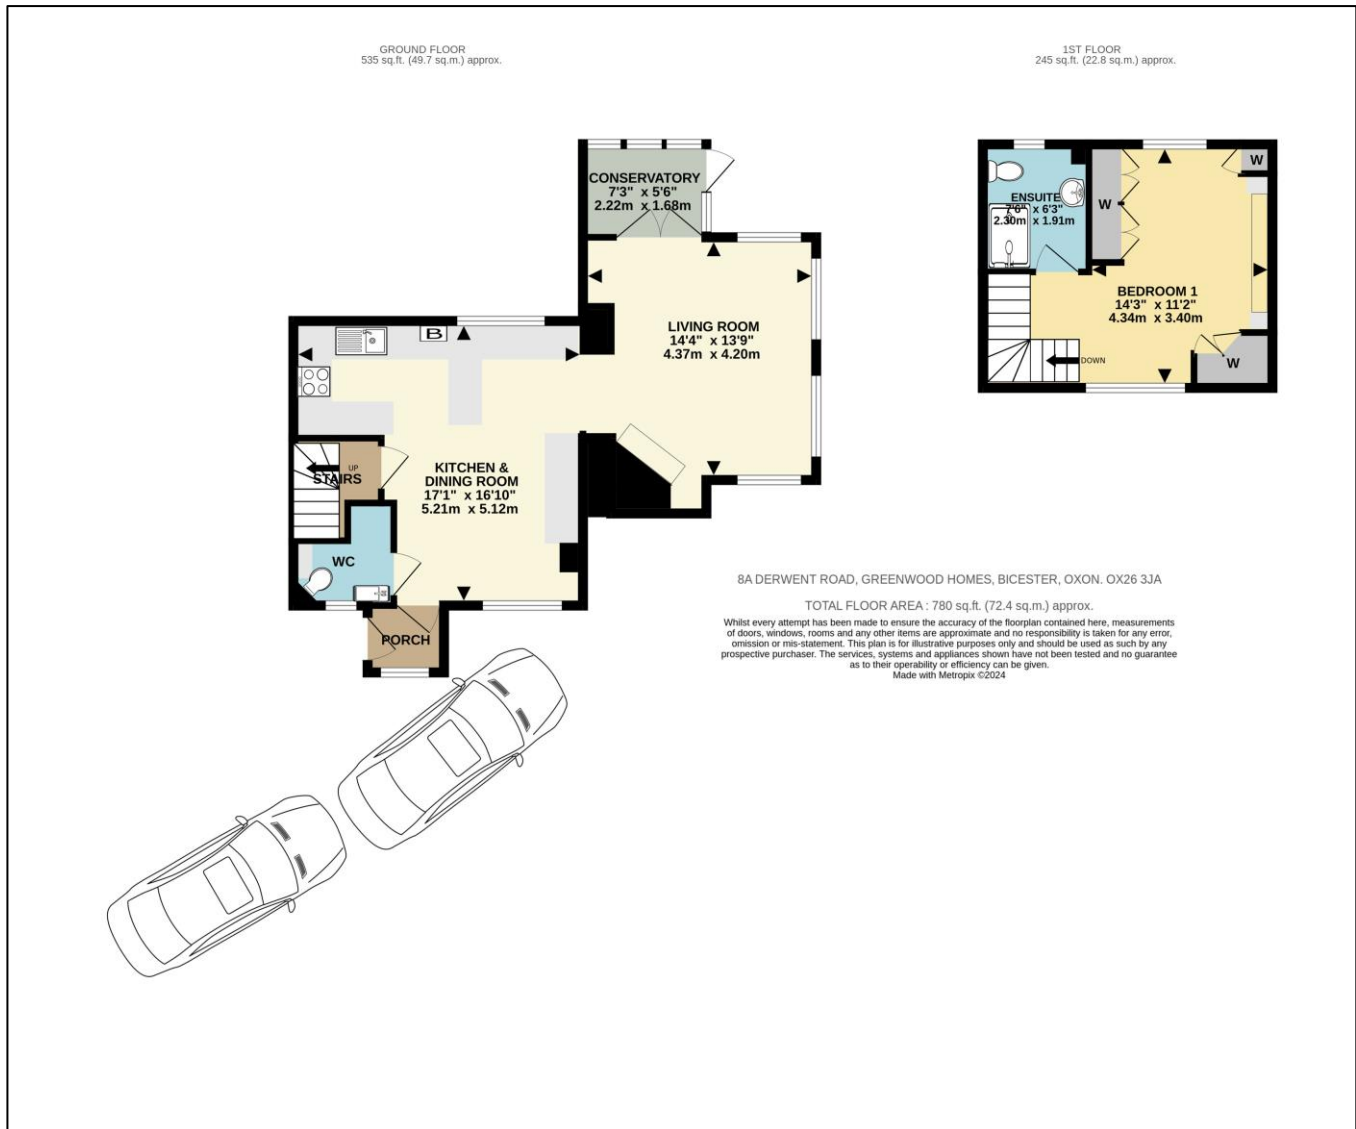 GROUND FLOOR
535 sq.ft. (49.7 sq.m.) approx.
1ST FLOOR
245 sq.ft. (22.8 sq.m.) approx.
CONSERVATORY
7'3" x 5'6"
2.22m x 1.68m
LIVING ROOM
14'4" x 13'9"
4.37m x 4.20m
B
KITCHEN &
DINING ROOM
17'1" x 16'10"
5.21m x 5.12m
UP
STAIRS
WC
PORCH
ENSUITE
7'6" x 6'3"
2.30m x 1.91m
W
W
BEDROOM 1
14'3" x 11'2"
4.34m x 3.40m
DOWN
W
8A DERWENT ROAD, GREENWOOD HOMES, BICESTER, OXON. OX26 3JA
TOTAL FLOOR AREA : 780 sq.ft. (72.4 sq.m.) approx.
Whilst every attempt has been made to ensure the accuracy of the floorplan contained here, measurements
of doors, windows, rooms and any other items are approximate and no responsibility is taken for any error,
omission or mis-statement. This plan is for illustrative purposes only and should be used as such by any
prospective purchaser. The services, systems and appliances shown have not been tested and no guarantee
as to their operability or efficiency can be given.
Made with Metropix ©2024